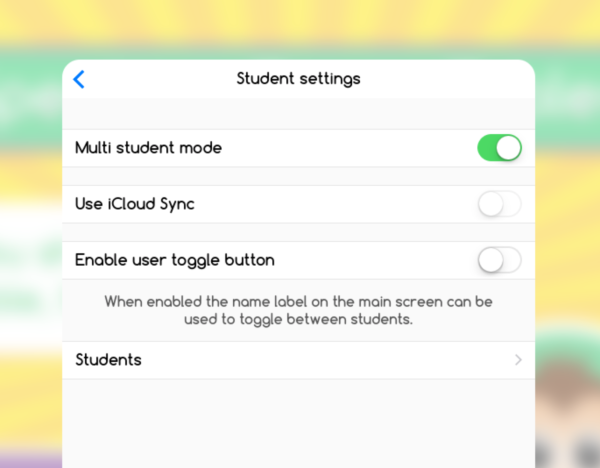 Student settings
Multi student mode
Use iCloud Sync
Enable user toggle button
When enabled the name label on the main screen can be
used to toggle between students.
Students